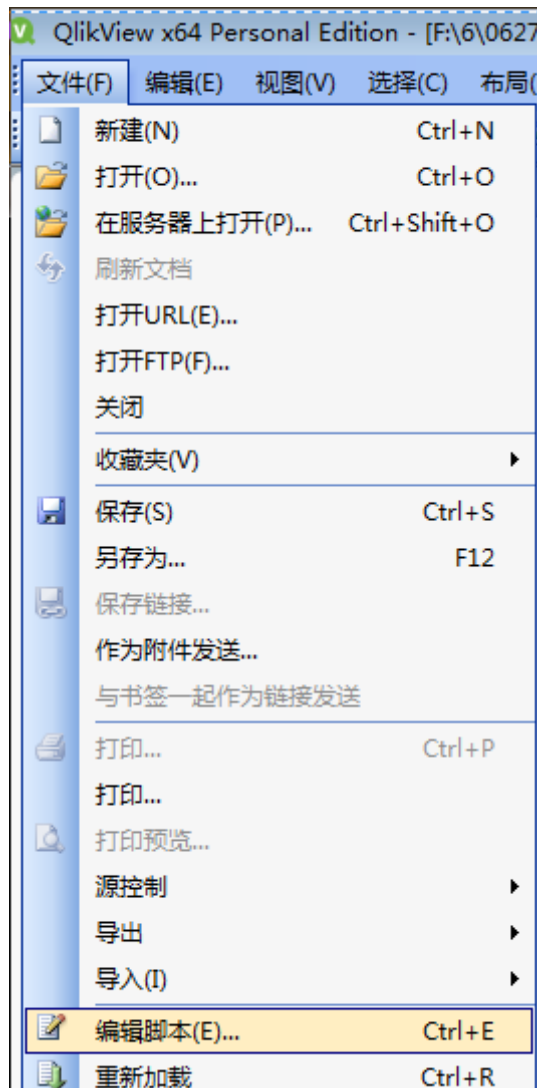 QlikView x64 Personal Edition - [F:\6\0627
文件(F) 编辑(E) 视图(V) 选择(C) 布局(
新建(N) Ctrl+N
打开(O)... Ctrl+O
在服务器上打开(P)... Ctrl+Shift+O
刷新文档
打开URL(E)...
打开FTP(F)...
关闭
收藏夹(V)
保存(S) Ctrl+S
另存为... F12
保存链接...
作为附件发送...
与书签一起作为链接发送
打印... Ctrl+P
打印...
打印预览...
源控制
导出
导入(I)
编辑脚本(E)... Ctrl+E
重新加载 Ctrl+R